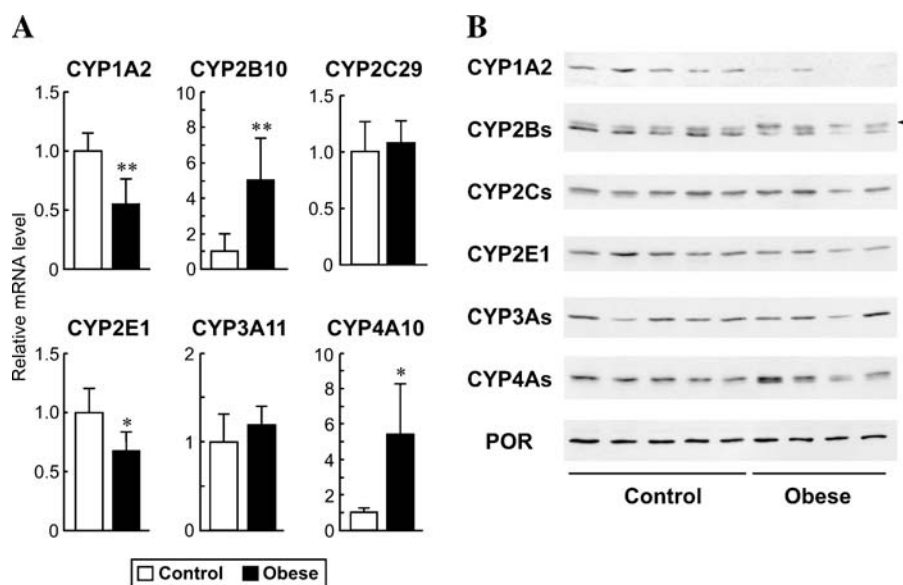 A
CYP1A2 CYP2B10 CYP2C29
1.5 1.0 0.5 0 **
10 8 6 4 2 0 **
1.5 1.0 0.5 0
Relative mRNA level
CYP2E1 CYP3A11 CYP4A10
1.5 1.0 0.5 0 *
2 1 0
10 8 6 4 2 0 *
Control Obese
B
CYP1A2
CYP2Bs
CYP2Cs
CYP2E1
CYP3As
CYP4As
POR
Control Obese